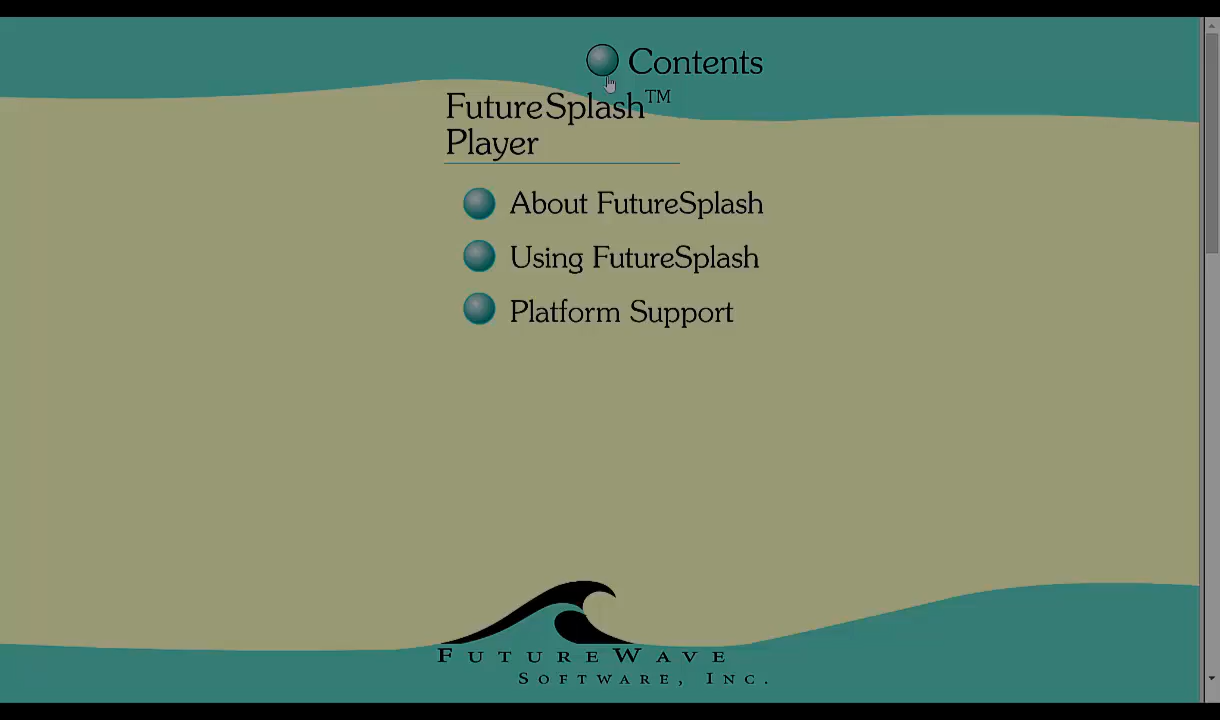 Contents
FutureSplash™
Player
About FutureSplash
Using FutureSplash
Platform Support
FutureWave
Software, Inc.